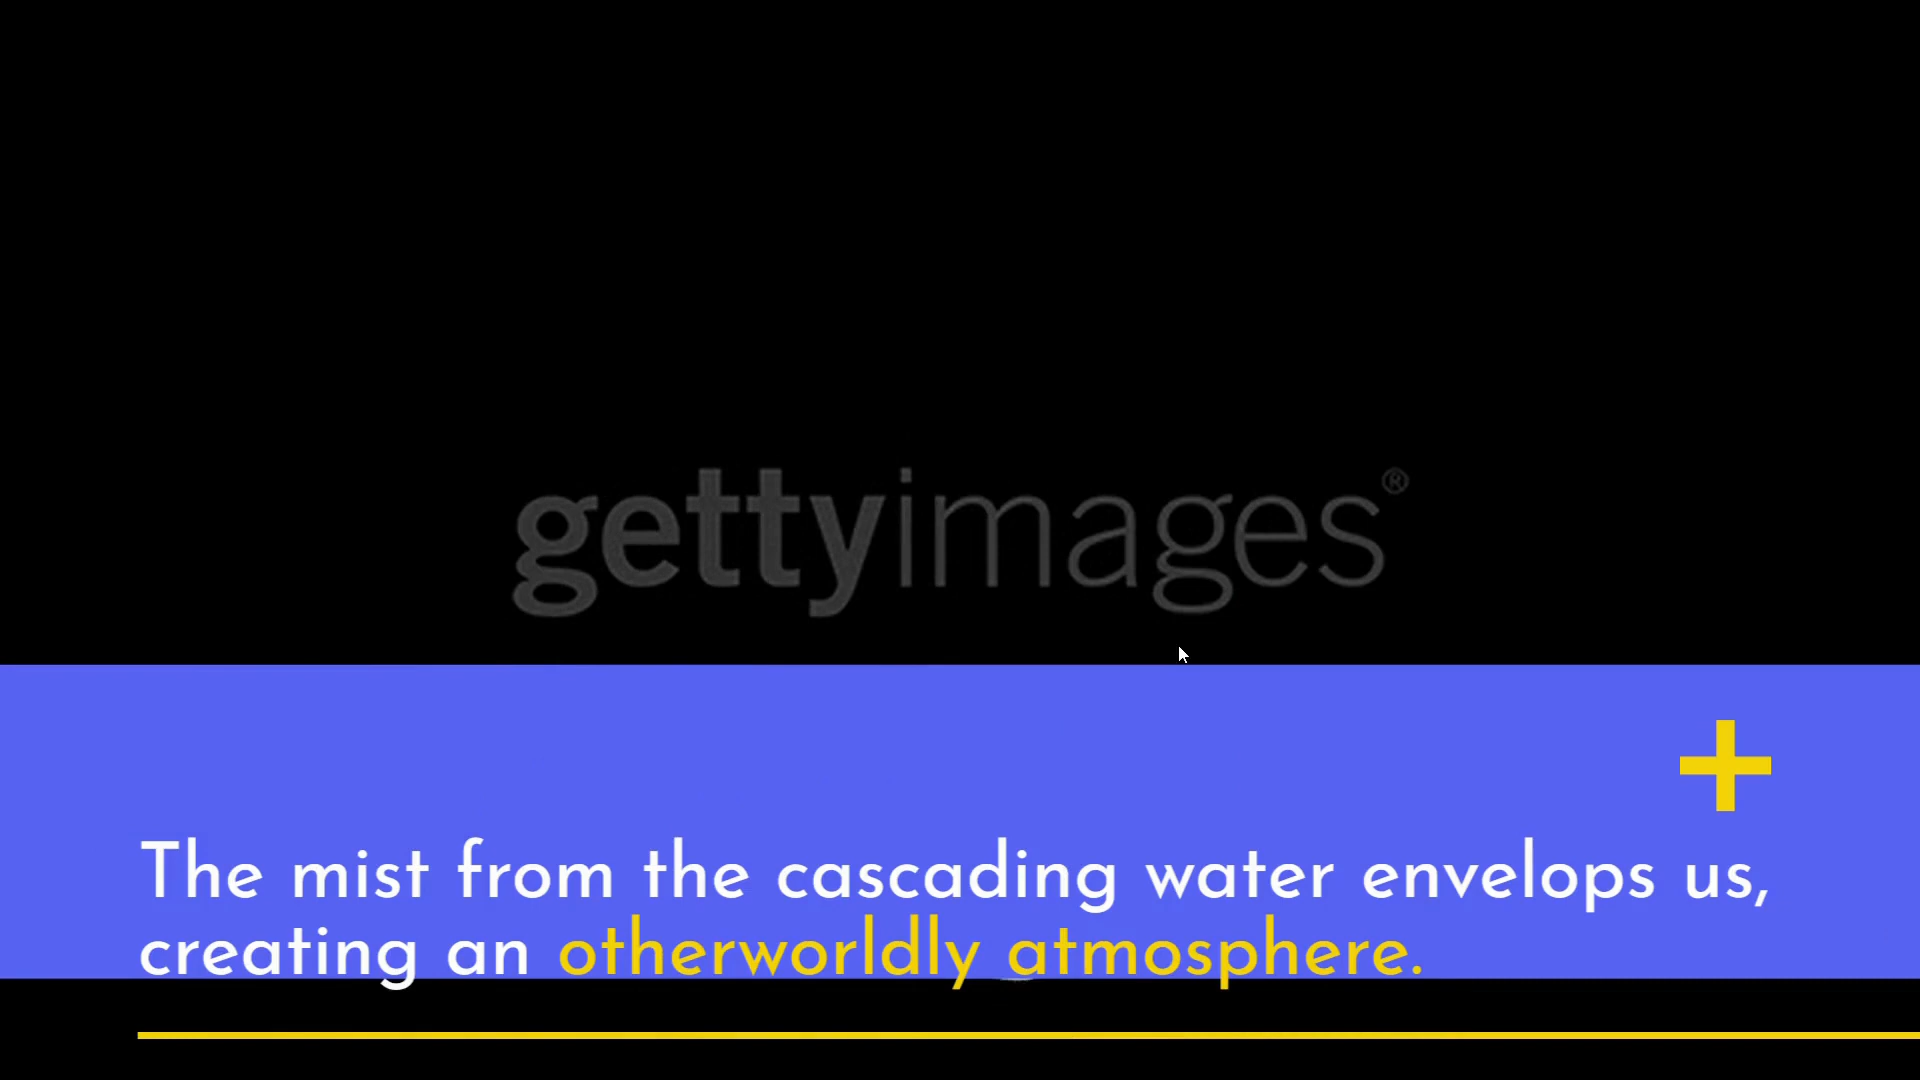 gettyimages®
The mist from the cascading water envelops us,
creating an otherworldly atmosphere.